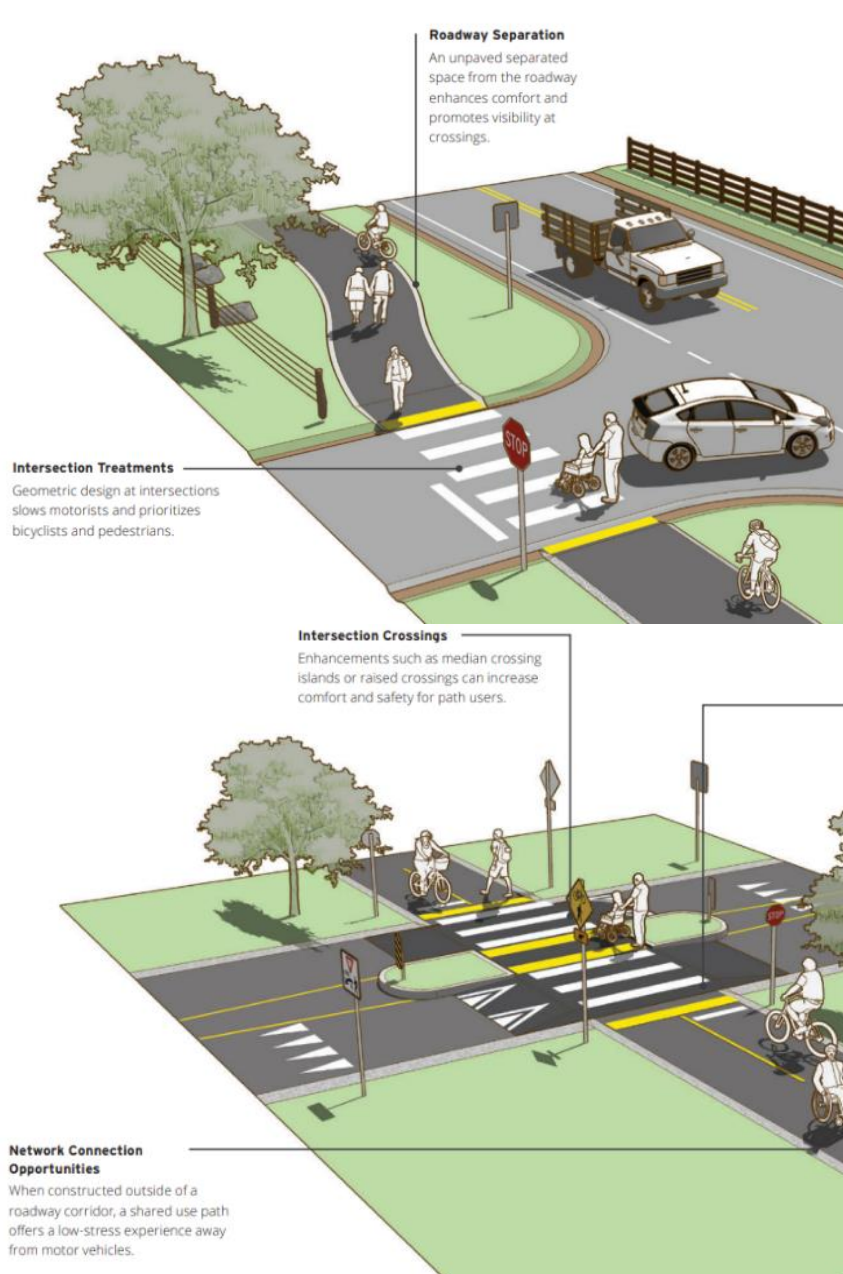 Roadway Separation
An unpaved separated
space from the roadway
enhances comfort and
promotes visibility at
crossings.
STOP
Intersection Treatments
Geometric design at intersections
slows motorists and prioritizes
bicyclists and pedestrians.
Intersection Crossings
Enhancements such as median crossing
islands or raised crossings can increase
comfort and safety for path users.
STOP
Network Connection
Opportunities
When constructed outside of a
roadway corridor, a shared use path
offers a low-stress experience away
from motor vehicles.